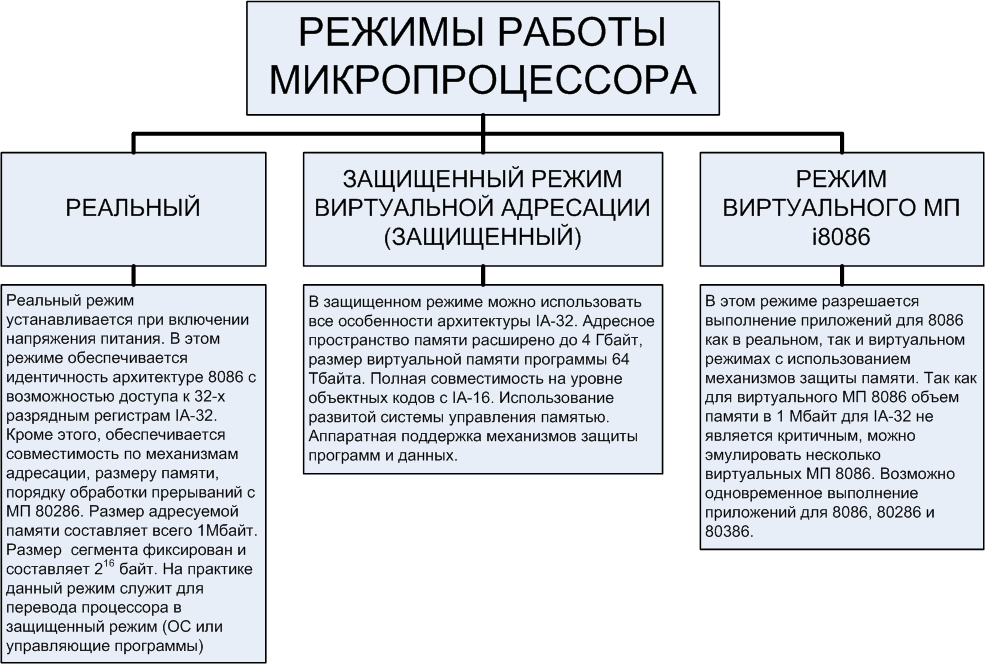 РЕЖИМЫ РАБОТЫ
МИКРОПРОЦЕССОРА
РЕАЛЬНЫЙ
Реальный режим
устанавливается при включении
напряжения питания. В этом
режиме обеспечивается
идентичность архитектуре 8086 с
возможностью доступа к 32-х
разрядным регистрам IA-32.
Кроме этого, обеспечивается
совместимость по механизмам
адресации, размеру памяти,
порядку обработки прерываний с
МП 80286. Размер адресуемой
памяти составляет всего 1Мбайт.
Размер  сегмента фиксирован и
составляет 2¹⁶ байт. На практике
данный режим служит для
перевода процессора в
защищенный режим (ОС или
управляющие программы)
ЗАЩИЩЕННЫЙ РЕЖИМ
ВИРТУАЛЬНОЙ АДРЕСАЦИИ
(ЗАЩИЩЕННЫЙ)
В защищенном режиме можно использовать
все особенности архитектуры IA-32. Адресное
пространство памяти расширено до 4 Гбайт,
размер виртуальной памяти программы 64
Тбайта. Полная совместимость на уровне
объектных кодов с IA-16. Использование
развитой системы управления памятью.
Аппаратная поддержка механизмов защиты
программ и данных.
РЕЖИМ
ВИРТУАЛЬНОГО МП
i8086
В этом режиме разрешается
выполнение приложений для 8086
как в реальном, так и виртуальном
режимах с использованием
механизмов защиты памяти. Так как
для виртуального МП 8086 объем
памяти в 1 Мбайт для IA-32 не
является критичным, можно
эмулировать несколько
виртуальных МП 8086. Возможно
одновременное выполнение
приложений для 8086, 80286 и
80386.